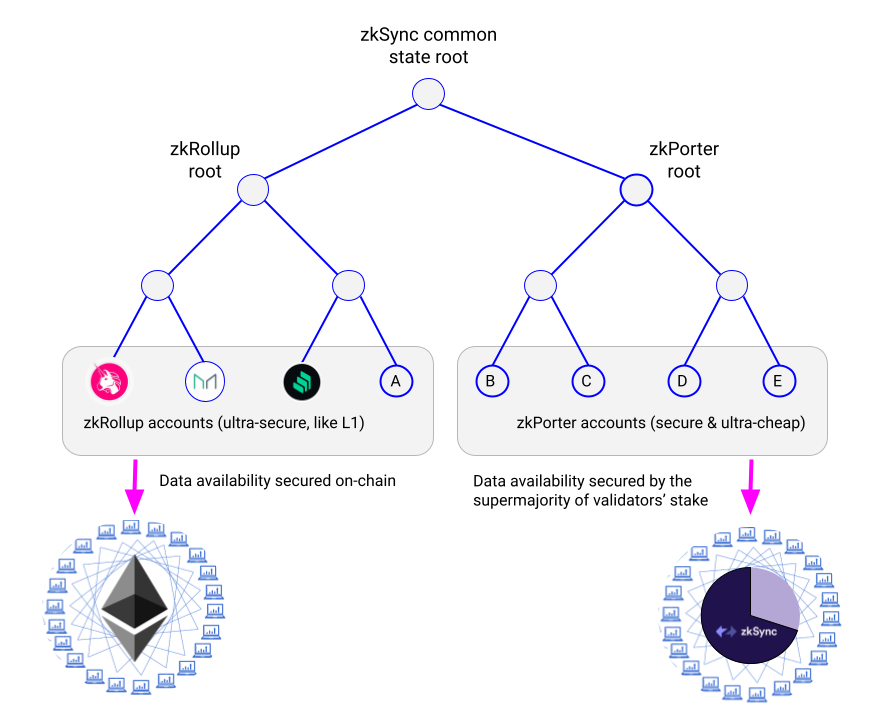 zkSync common
state root
zkRollup
root
zkPorter
root
A
B
C
D
E
zkRollup accounts (ultra-secure, like L1)
zkPorter accounts (secure & ultra-cheap)
Data availability secured on-chain
Data availability secured by the
supermajority of validators’ stake
zkSync